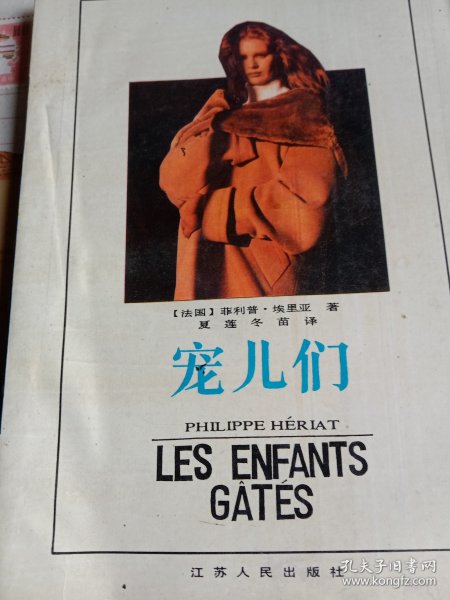 【法国】菲利普·埃里亚 著
夏莲冬苗译
宠儿们
PHILIPPE HÉRIAT
LES ENFANTS
GÂTÉS
江苏人民出版社
孔夫子旧书网
kongfz.com